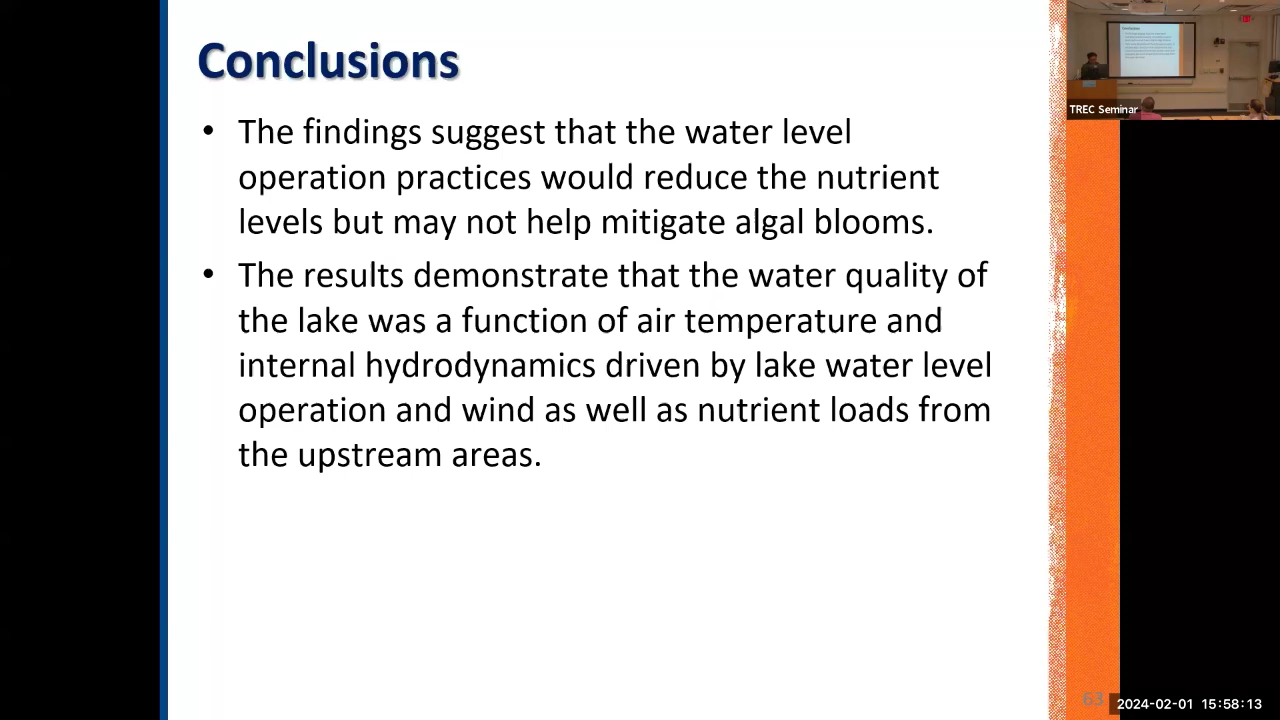 Conclusions
• The findings suggest that the water level
operation practices would reduce the nutrient
levels but may not help mitigate algal blooms.
• The results demonstrate that the water quality of
the lake was a function of air temperature and
internal hydrodynamics driven by lake water level
operation and wind as well as nutrient loads from
the upstream areas.
TREC Seminar
63
2024-02-01 15:58:13